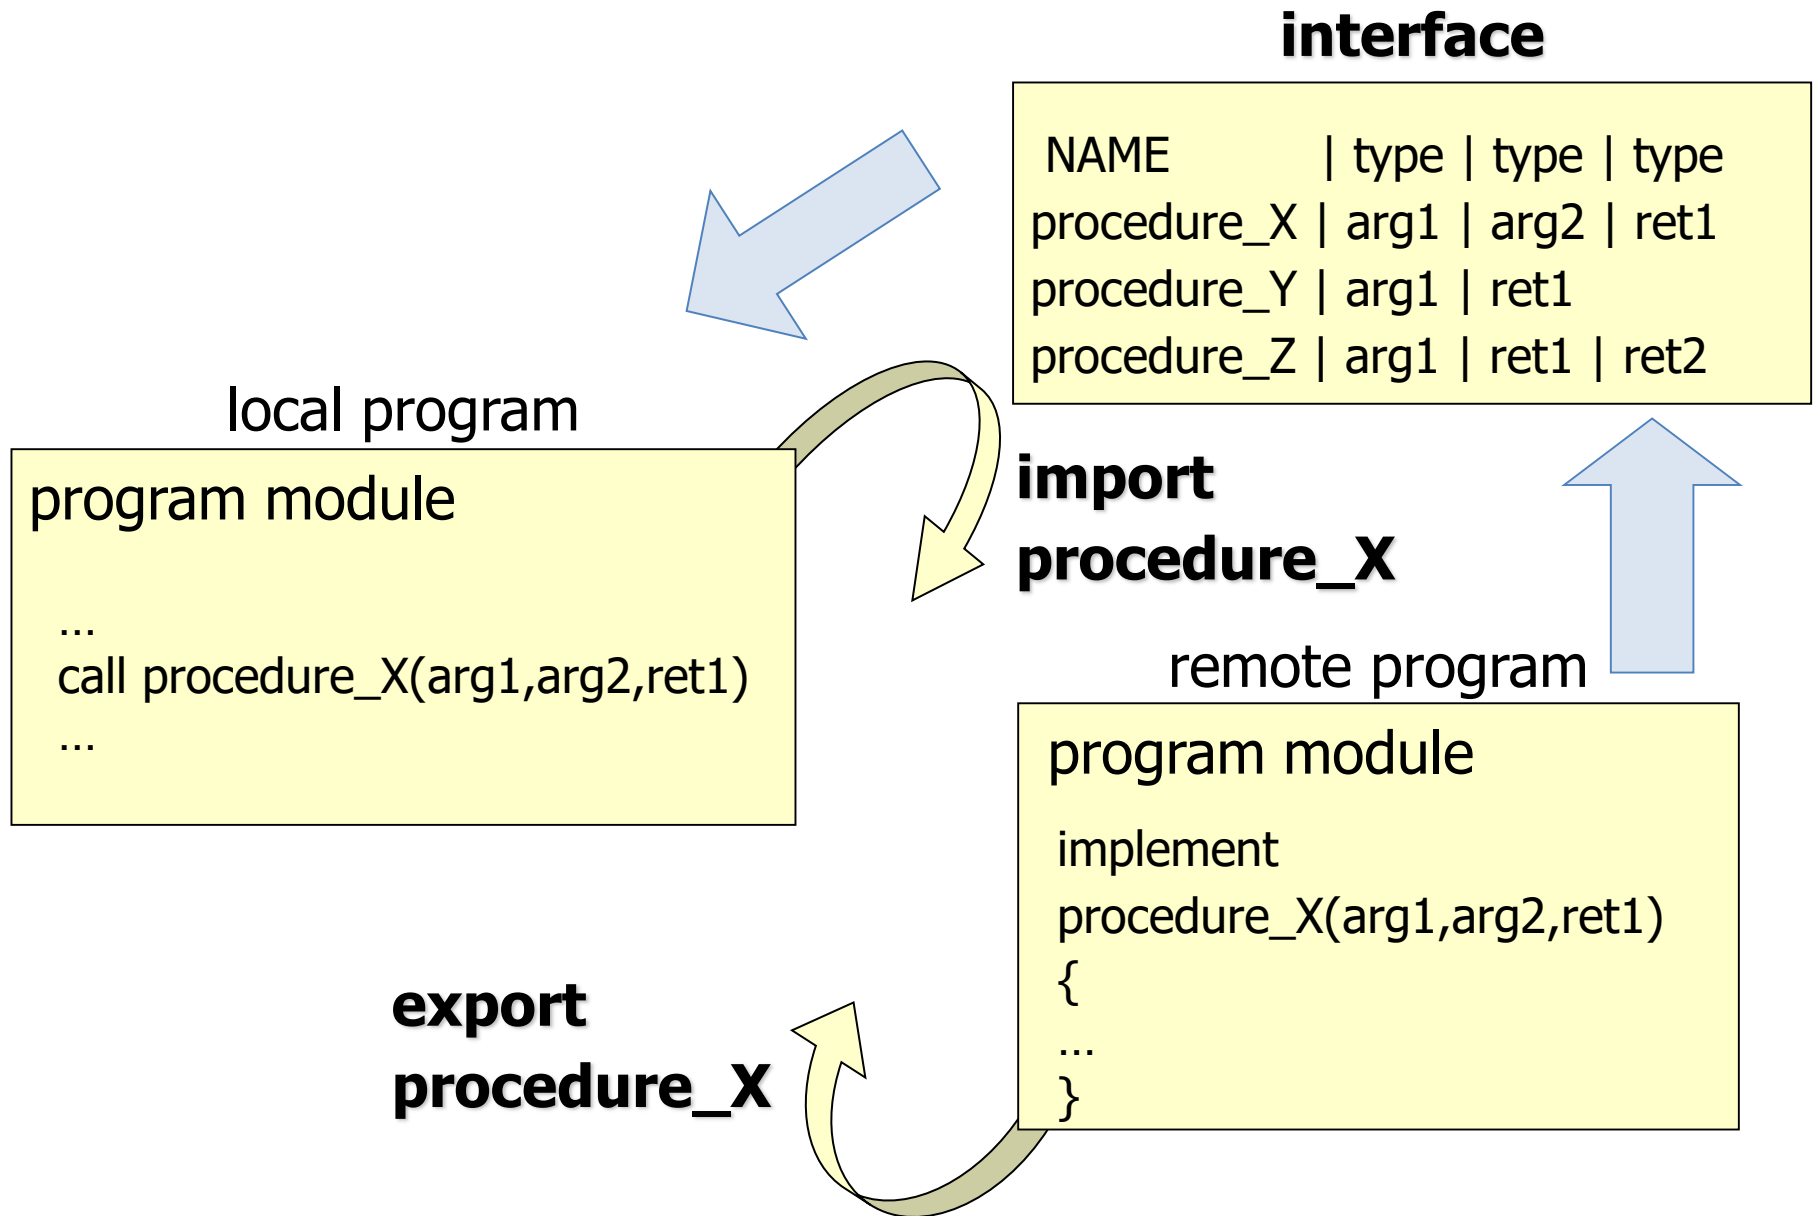 interface
NAME | type | type | type
procedure_X | arg1 | arg2 | ret1
procedure_Y | arg1 | ret1
procedure_Z | arg1 | ret1 | ret2
local program
program module
...
call procedure_X(arg1,arg2,ret1)
...
import
procedure_X
remote program
program module
implement
procedure_X(arg1,arg2,ret1)
{
...
}
export
procedure_X